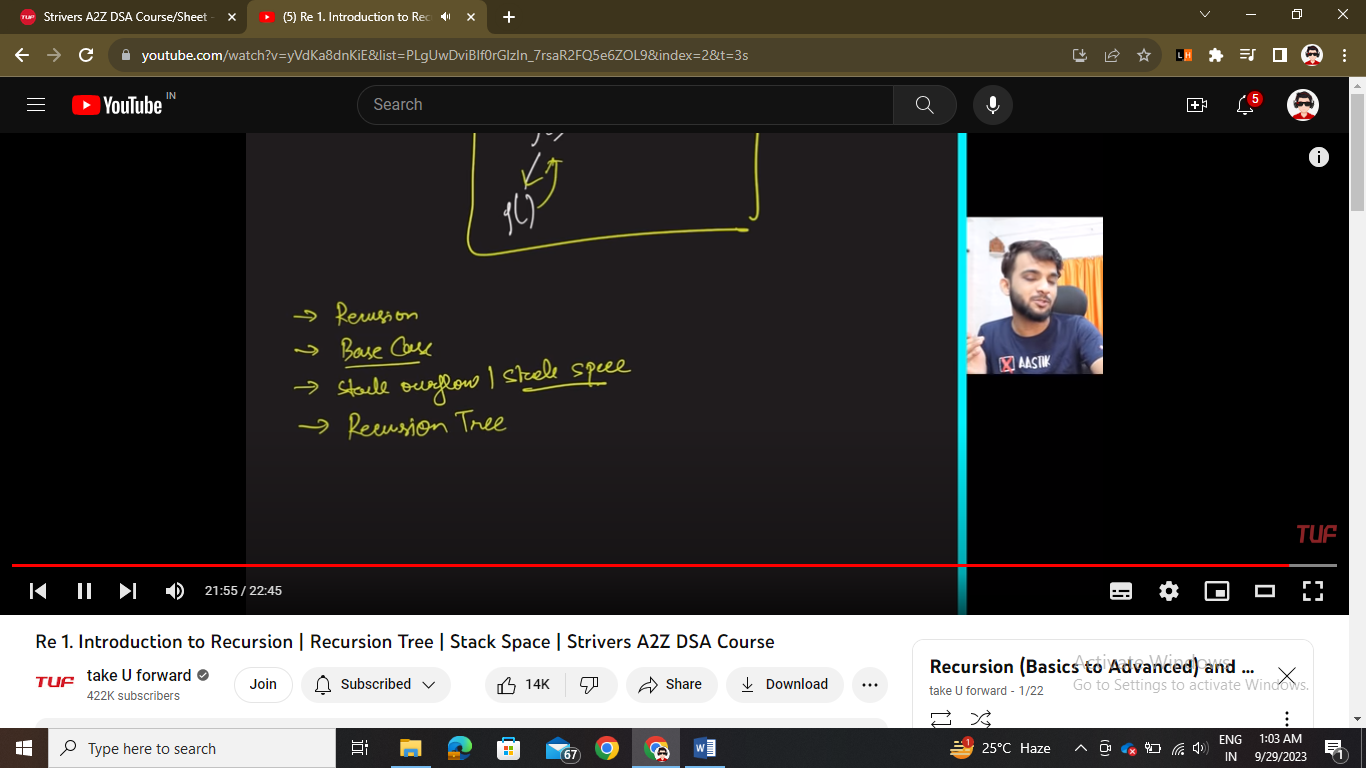 Strivers A2Z DSA Course/Sheet -
(5) Re 1. Introduction to Rec
youtube.com/watch?v=yVdKa8dnKiE&list=PLgUwDviBIf0rGlzIn_7rsaR2FQ5e6ZOL9&index=2&t=3s
LH
YouTube IN
Search
5
g()
→ Recursion
→ Base Case
→ Stack overflow | Stack space
→ Recursion Tree
AASTIK
TUF
21:55 / 22:45
Re 1. Introduction to Recursion | Recursion Tree | Stack Space | Strivers A2Z DSA Course
TUF take U forward
422K subscribers
Join
Subscribed
14K
Share
Download
Recursion (Basics to Advanced) and ...
take U forward - 1/22
Activate Windows
Go to Settings to activate Windows.
Type here to search
67
1
25°C Haze
ENG
IN
1:03 AM
9/29/2023
1